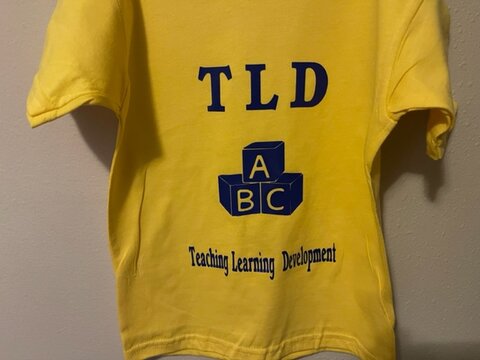 TLD
A
BC
Teaching Learning Development